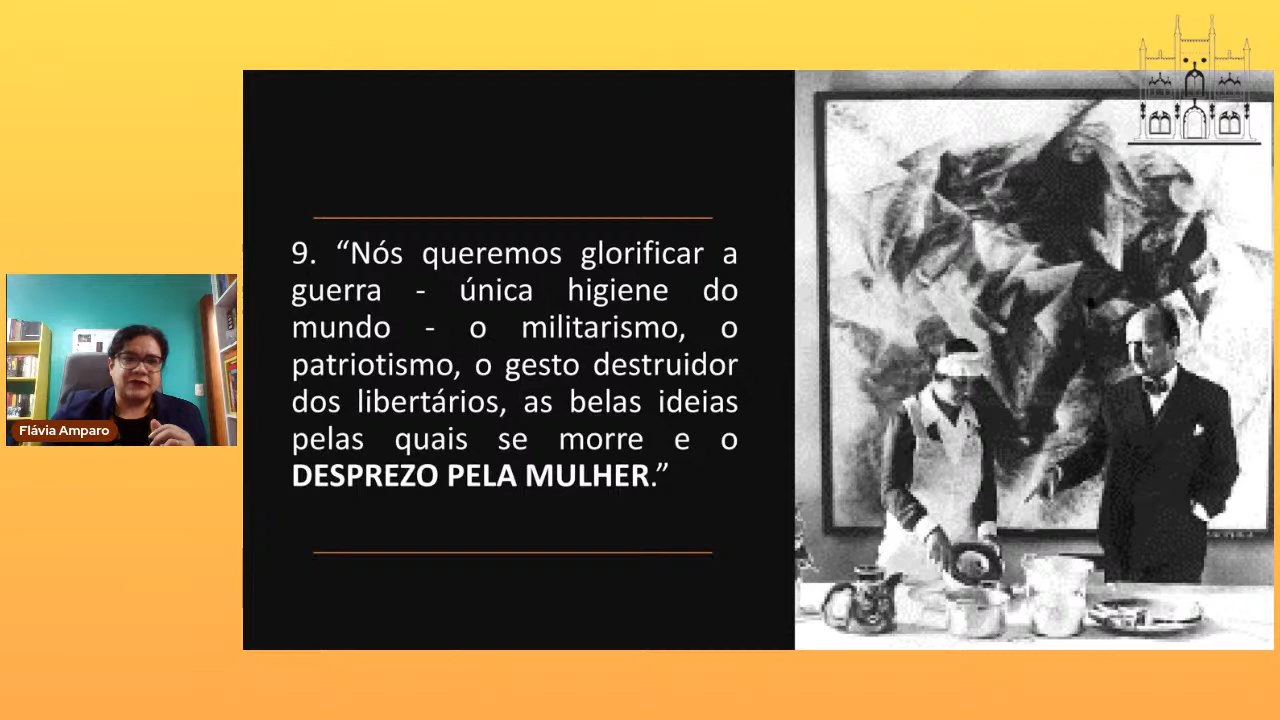 9. “Nós queremos glorificar a
guerra - única higiene do
mundo - o militarismo, o
patriotismo, o gesto destruidor
dos libertários, as belas ideias
pelas quais se morre e o
DESPREZO PELA MULHER.”
Flávia Amparo